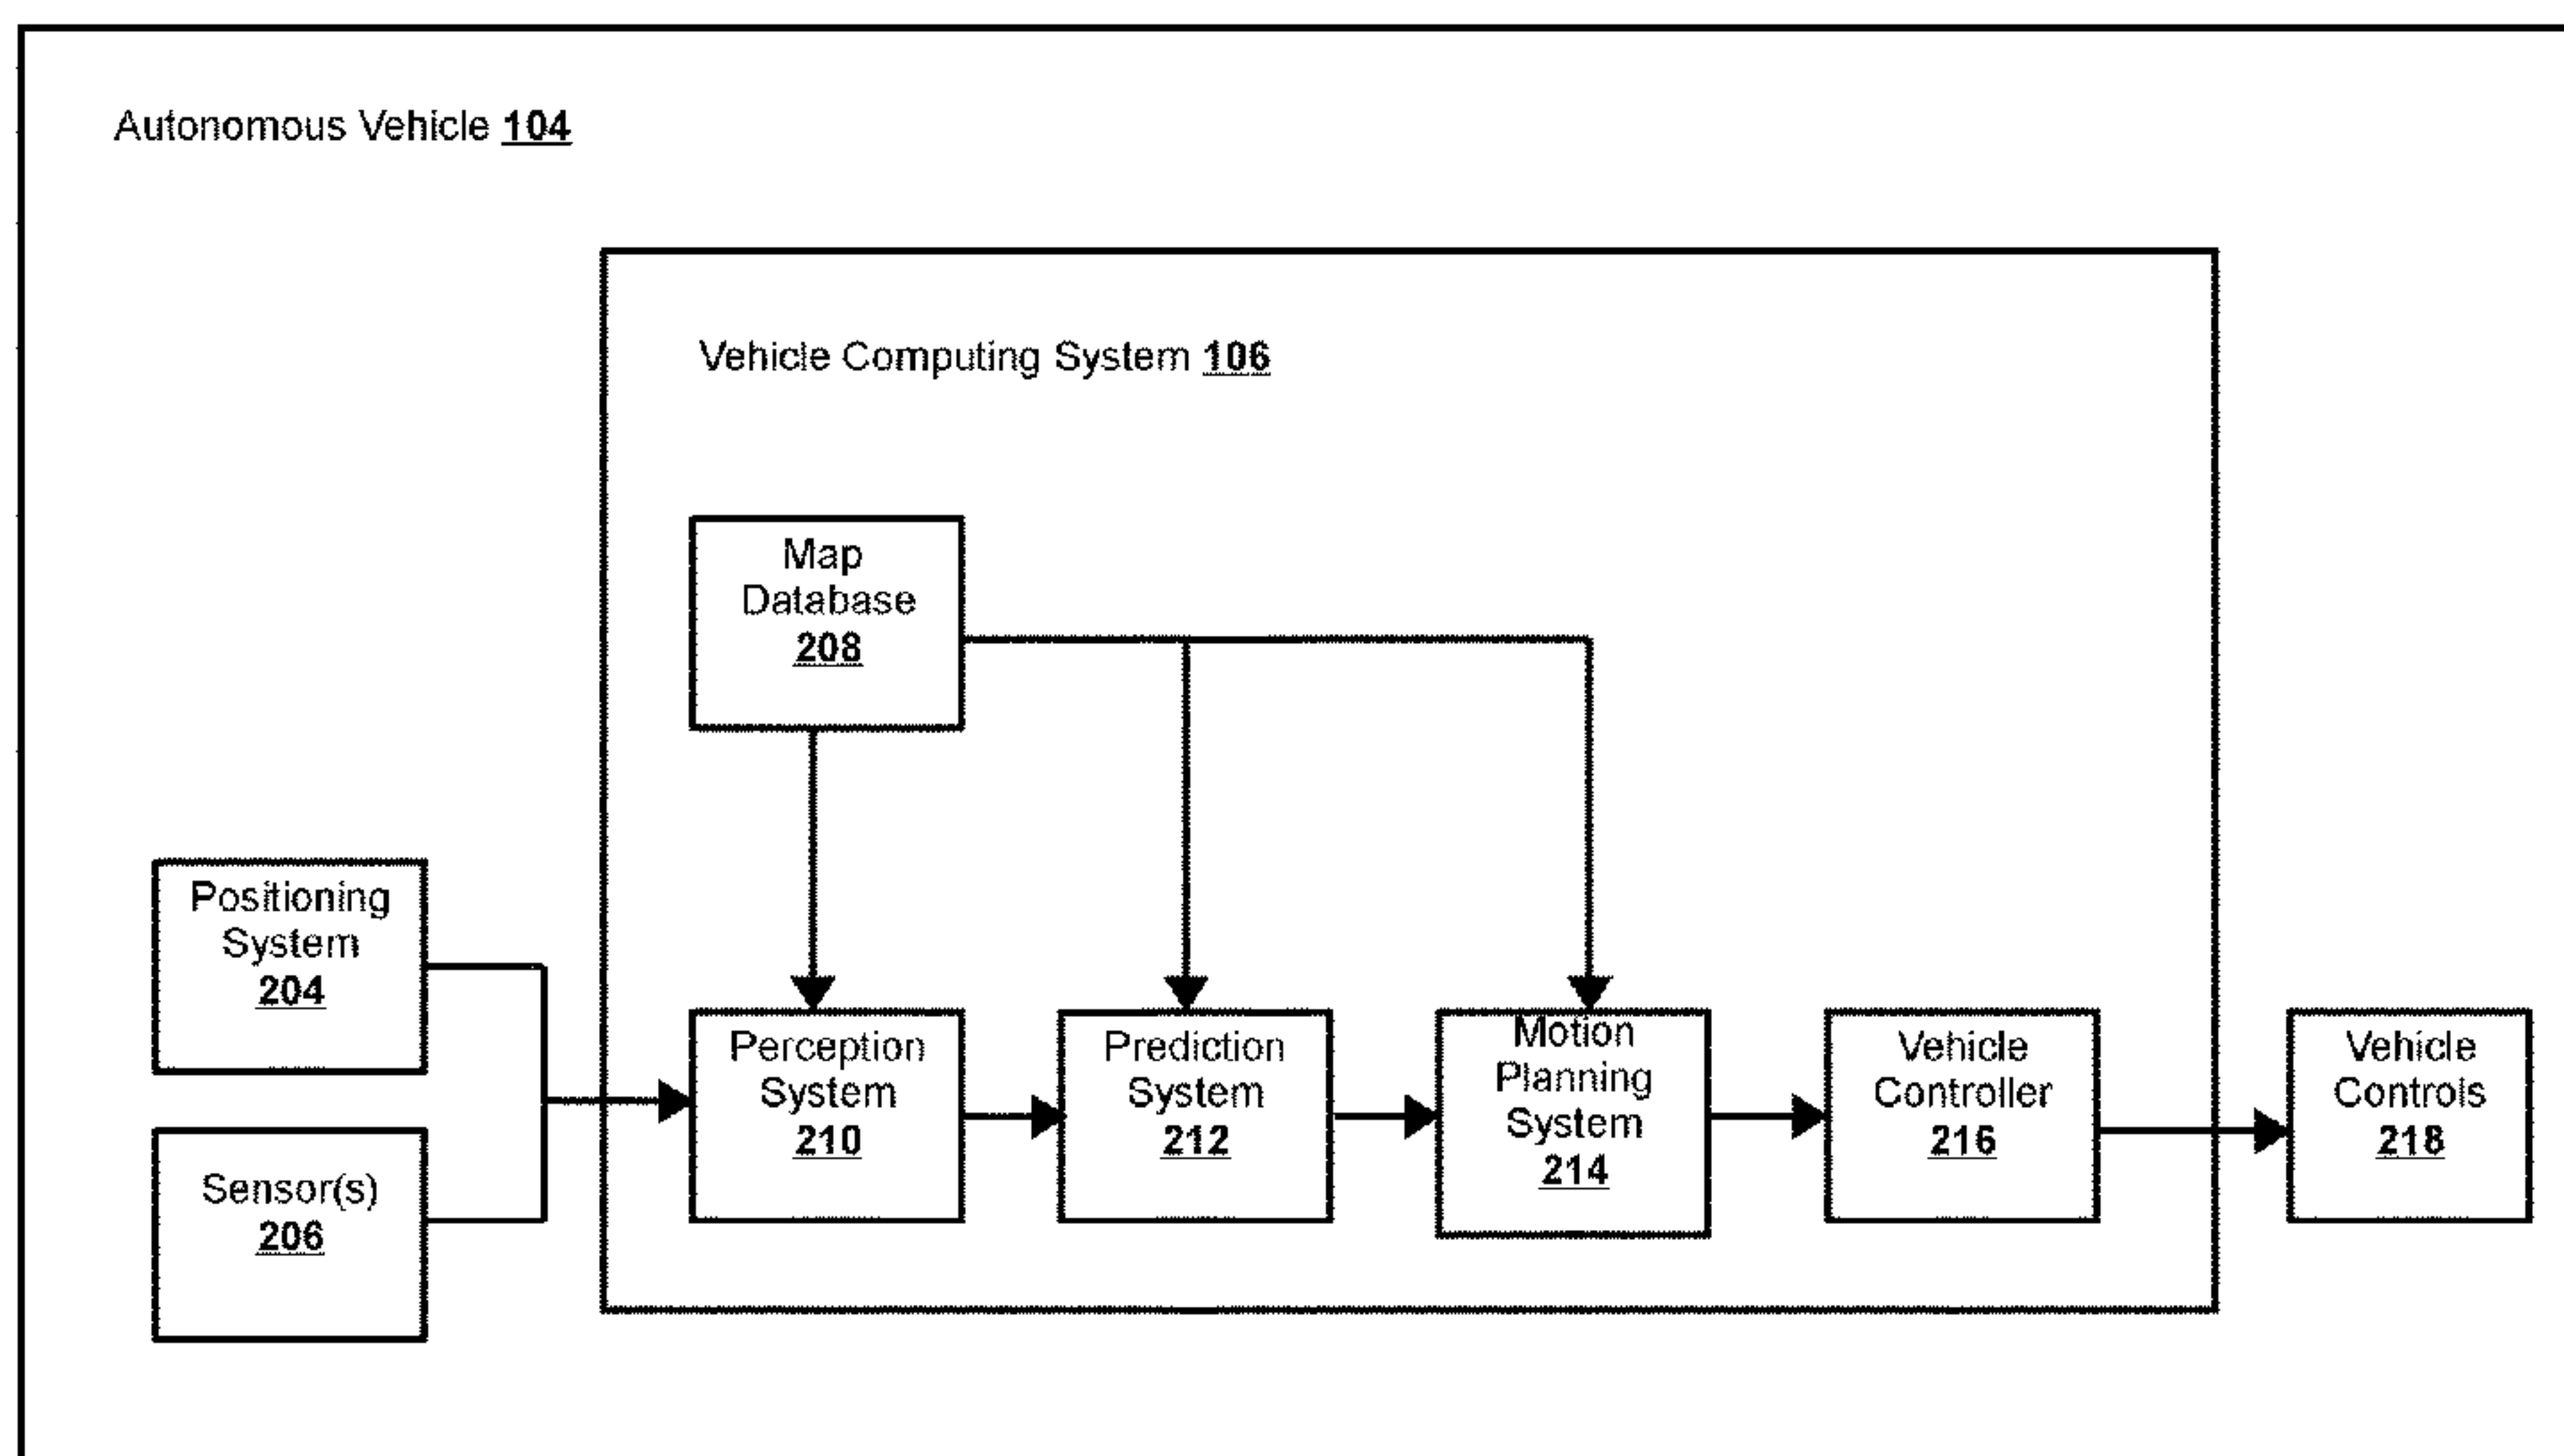 Autonomous Vehicle 104
Vehicle Computing System 106
Map
Database
208
Positioning
System
204
Sensor(s)
206
Perception
System
210
Prediction
System
212
Motion
Planning
System
214
Vehicle
Controller
216
Vehicle
Controls
218